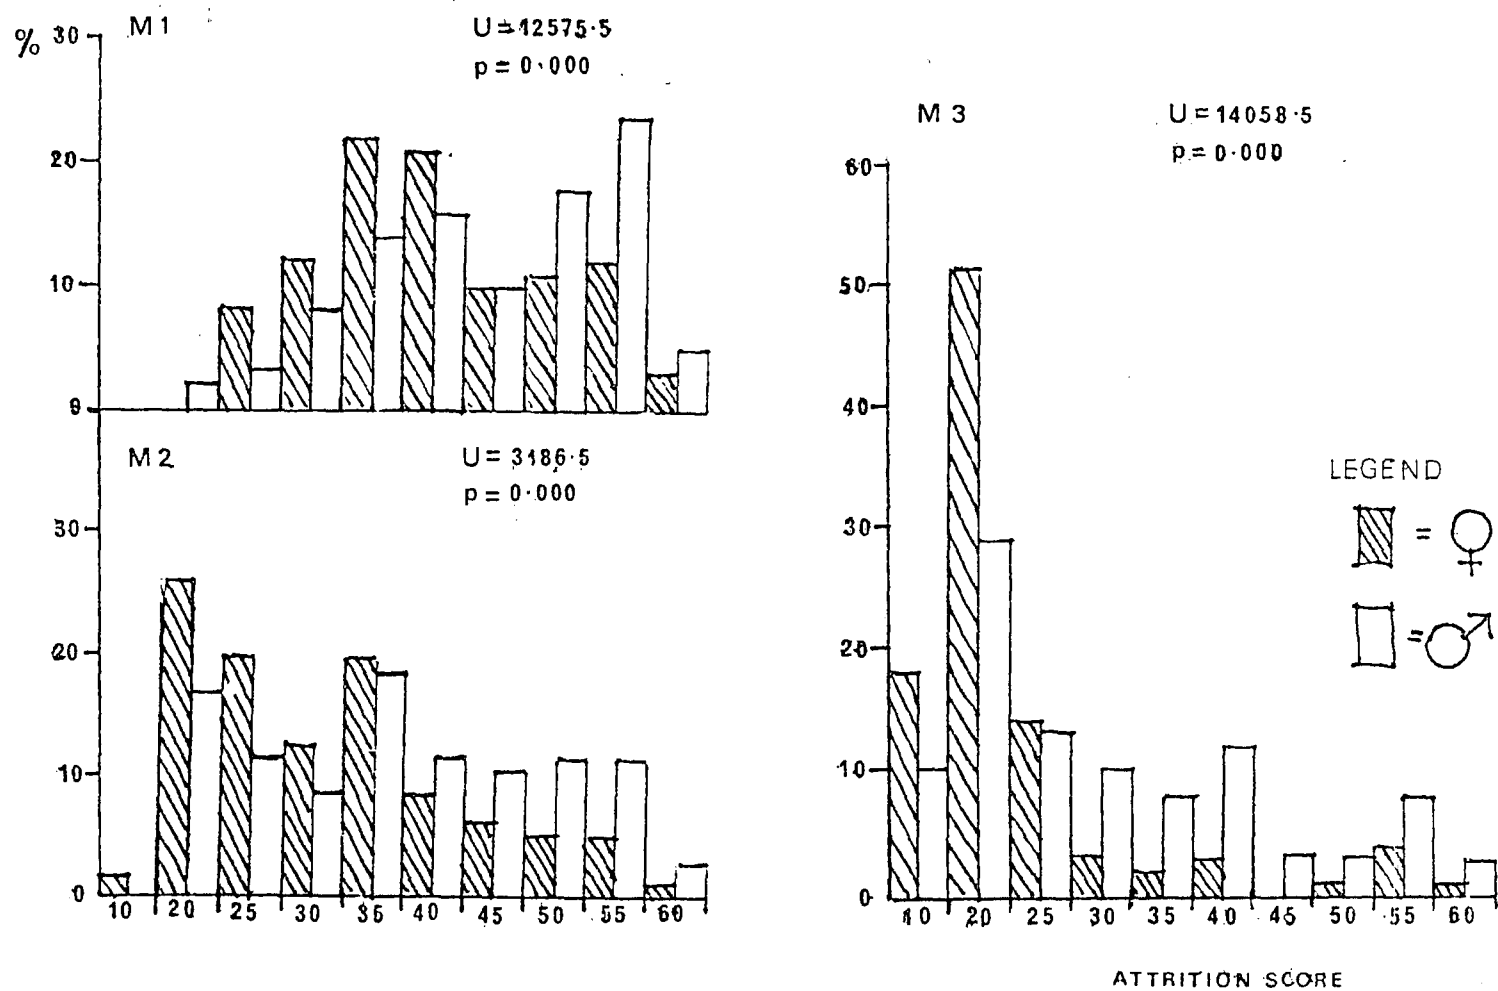 % 30
M1
U=12575·5
p = 0·000
20
10
0
M2
U= 3186·5
p = 0·000
30
20
10
0
10 20 25 30 35 40 45 50 55 60
M 3
U=14058·5
p = 0·000
60
50
40
30
20
10
0
10 20 25 30 35 40 45 50 55 60
ATTRITION SCORE
LEGEND
= ♀
= ♂